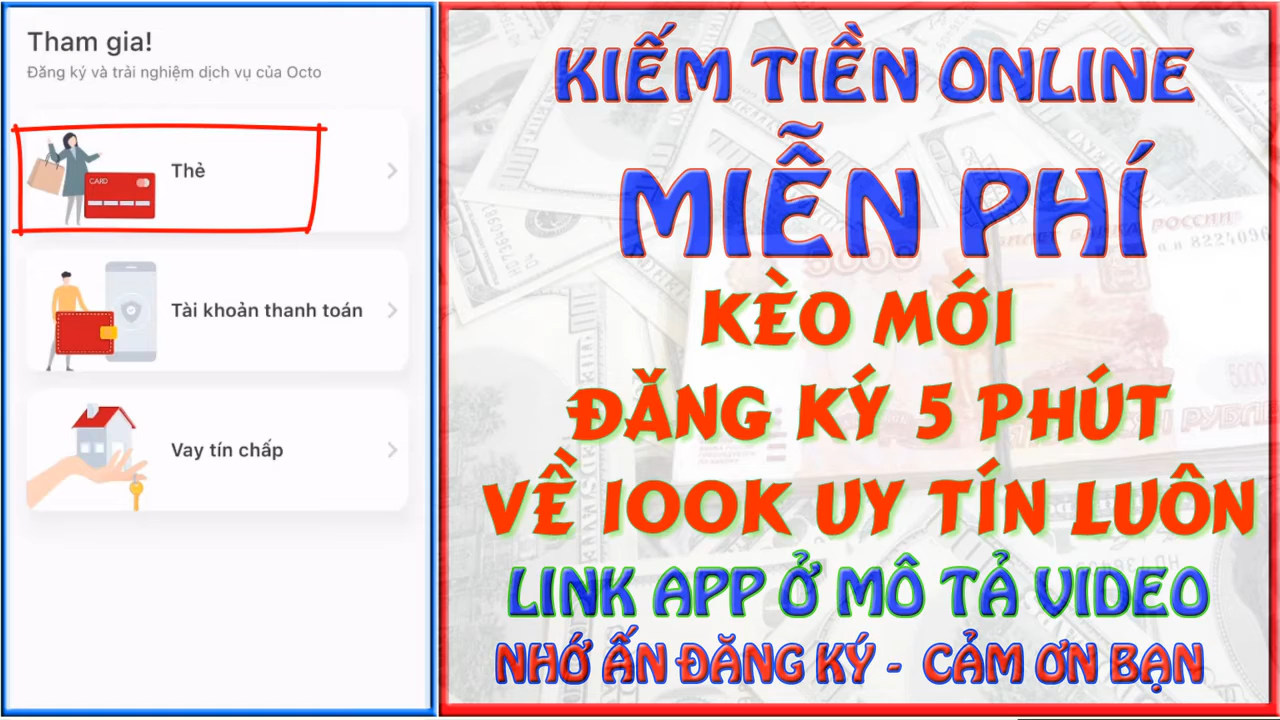 Tham gia!
Đăng ký và trải nghiệm dịch vụ của Octo
CARD
Thẻ
Tài khoản thanh toán
Vay tín chấp
KIẾM TIỀN ONLINE
MIỄN PHÍ
KÈO MỚI
ĐĂNG KÝ 5 PHÚT
VỀ 100K UY TÍN LUÔN
LINK APP Ở MÔ TẢ VIDEO
NHỚ ẤN ĐĂNG KÝ - CẢM ƠN BẠN